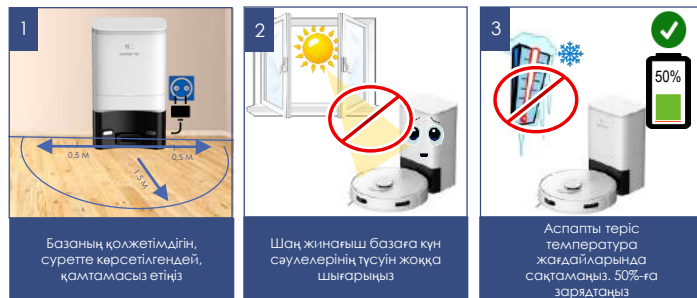 1
0,5 М
0,5 М
1,5 М
Базаның қолжетімдігін,
суретте көрсетілгендей,
қамтамасыз етіңіз
2
Шаң жинағыш базаға күн
сәулелерінің түсуін жоққа
шығарыңыз
3
50%
Аспапты теріс
температура
жағдайларында
сақтамаңыз. 50%-ға
зарядтаңыз